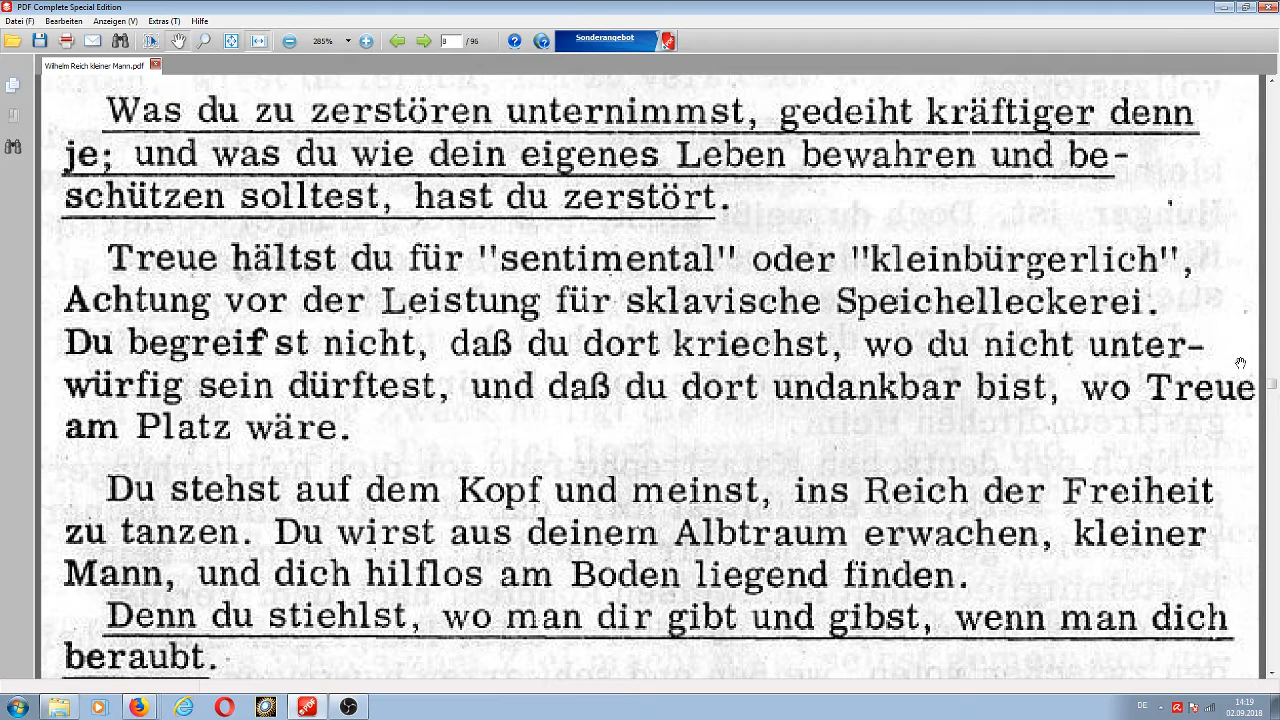 PDF Complete Special Edition
Datei (F) Bearbeiten Anzeigen (V) Extras (T) Hilfe
285% 8 / 95 Sonderangebot
Wilhelm Reich kleiner Mann.pdf
Was du zu zerstören unternimmst, gedeiht kräftiger denn
je; und was du wie dein eigenes Leben bewahren und be-
schützen solltest, hast du zerstört.
Treue hältst du für "sentimental" oder "kleinbürgerlich",
Achtung vor der Leistung für sklavische Speichelleckerei.
Du begreifst nicht, daß du dort kriechst, wo du nicht unter-
würfig sein dürftest, und daß du dort undankbar bist, wo Treue
am Platz wäre.
Du stehst auf dem Kopf und meinst, ins Reich der Freiheit
zu tanzen. Du wirst aus deinem Albtraum erwachen, kleiner
Mann, und dich hilflos am Boden liegend finden.
Denn du stiehlst, wo man dir gibt und gibst, wenn man dich
beraubt.
DE 14:19
02.09.2018